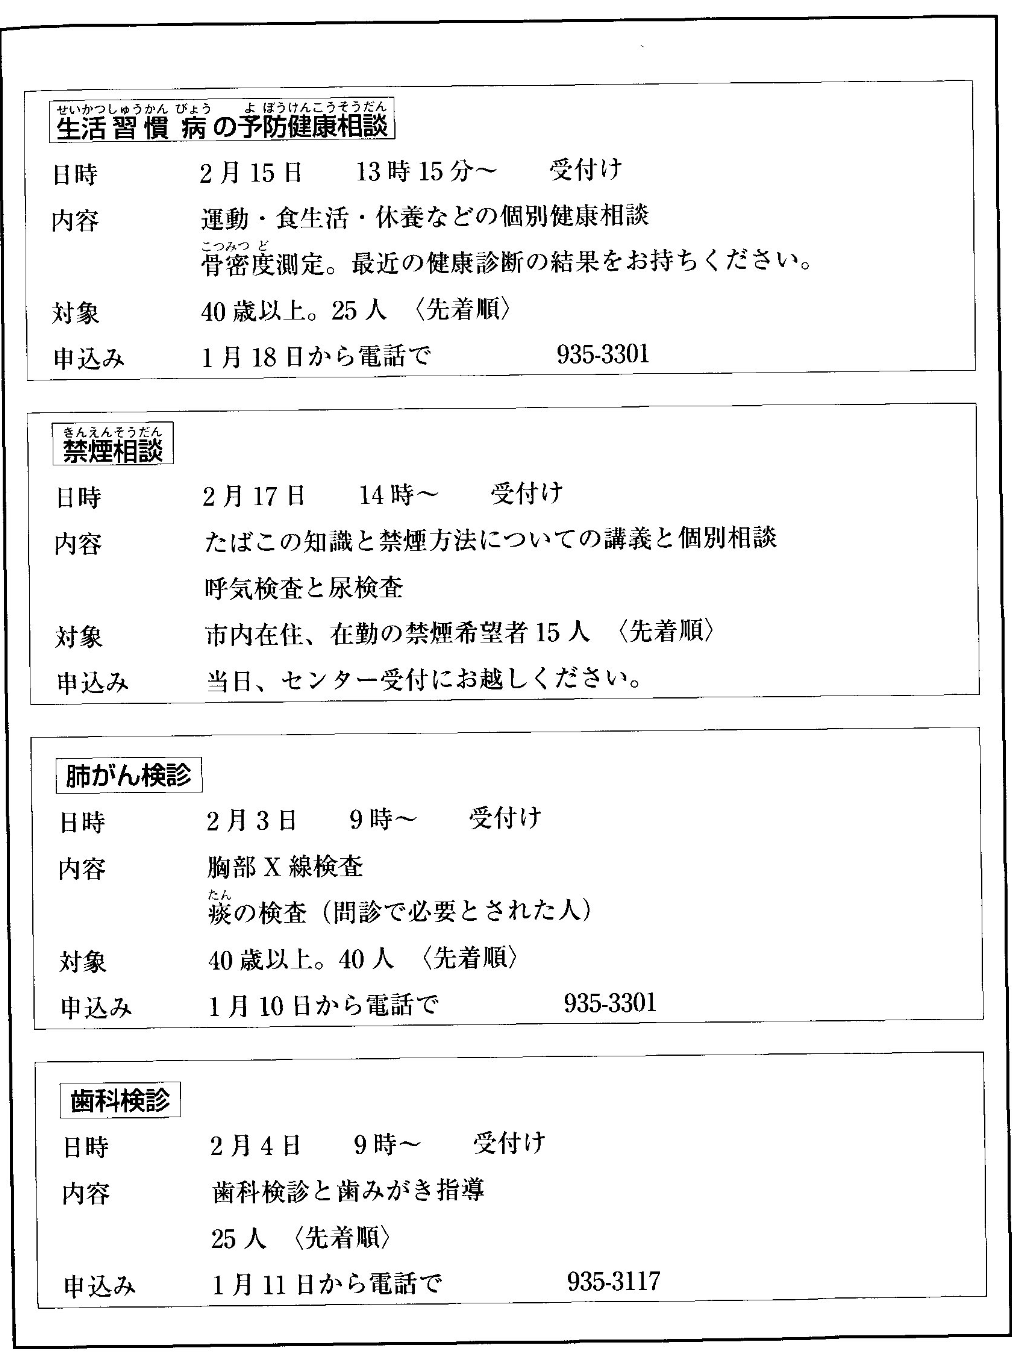 せいかつしゅうかんびょう よぼうけんこうそうだん
生活習慣病の予防健康相談
日時 2月15日 13時15分～ 受付け
内容 運動・食生活・休養などの個別健康相談
こつみつど
骨密度測定。最近の健康診断の結果をお持ちください。
対象 40歳以上。25人 〈先着順〉
申込み 1月18日から電話で 935-3301
きんえんそうだん
禁煙相談
日時 2月17日 14時～ 受付け
内容 たばこの知識と禁煙方法についての講義と個別相談
呼気検査と尿検査
対象 市内在住、在勤の禁煙希望者15人 〈先着順〉
申込み 当日、センター受付にお越しください。
肺がん検診
日時 2月3日 9時～ 受付け
内容 胸部X線検査
たん
痰の検査（問診で必要とされた人）
対象 40歳以上。40人 〈先着順〉
申込み 1月10日から電話で 935-3301
歯科検診
日時 2月4日 9時～ 受付け
内容 歯科検診と歯みがき指導
25人 〈先着順〉
申込み 1月11日から電話で 935-3117